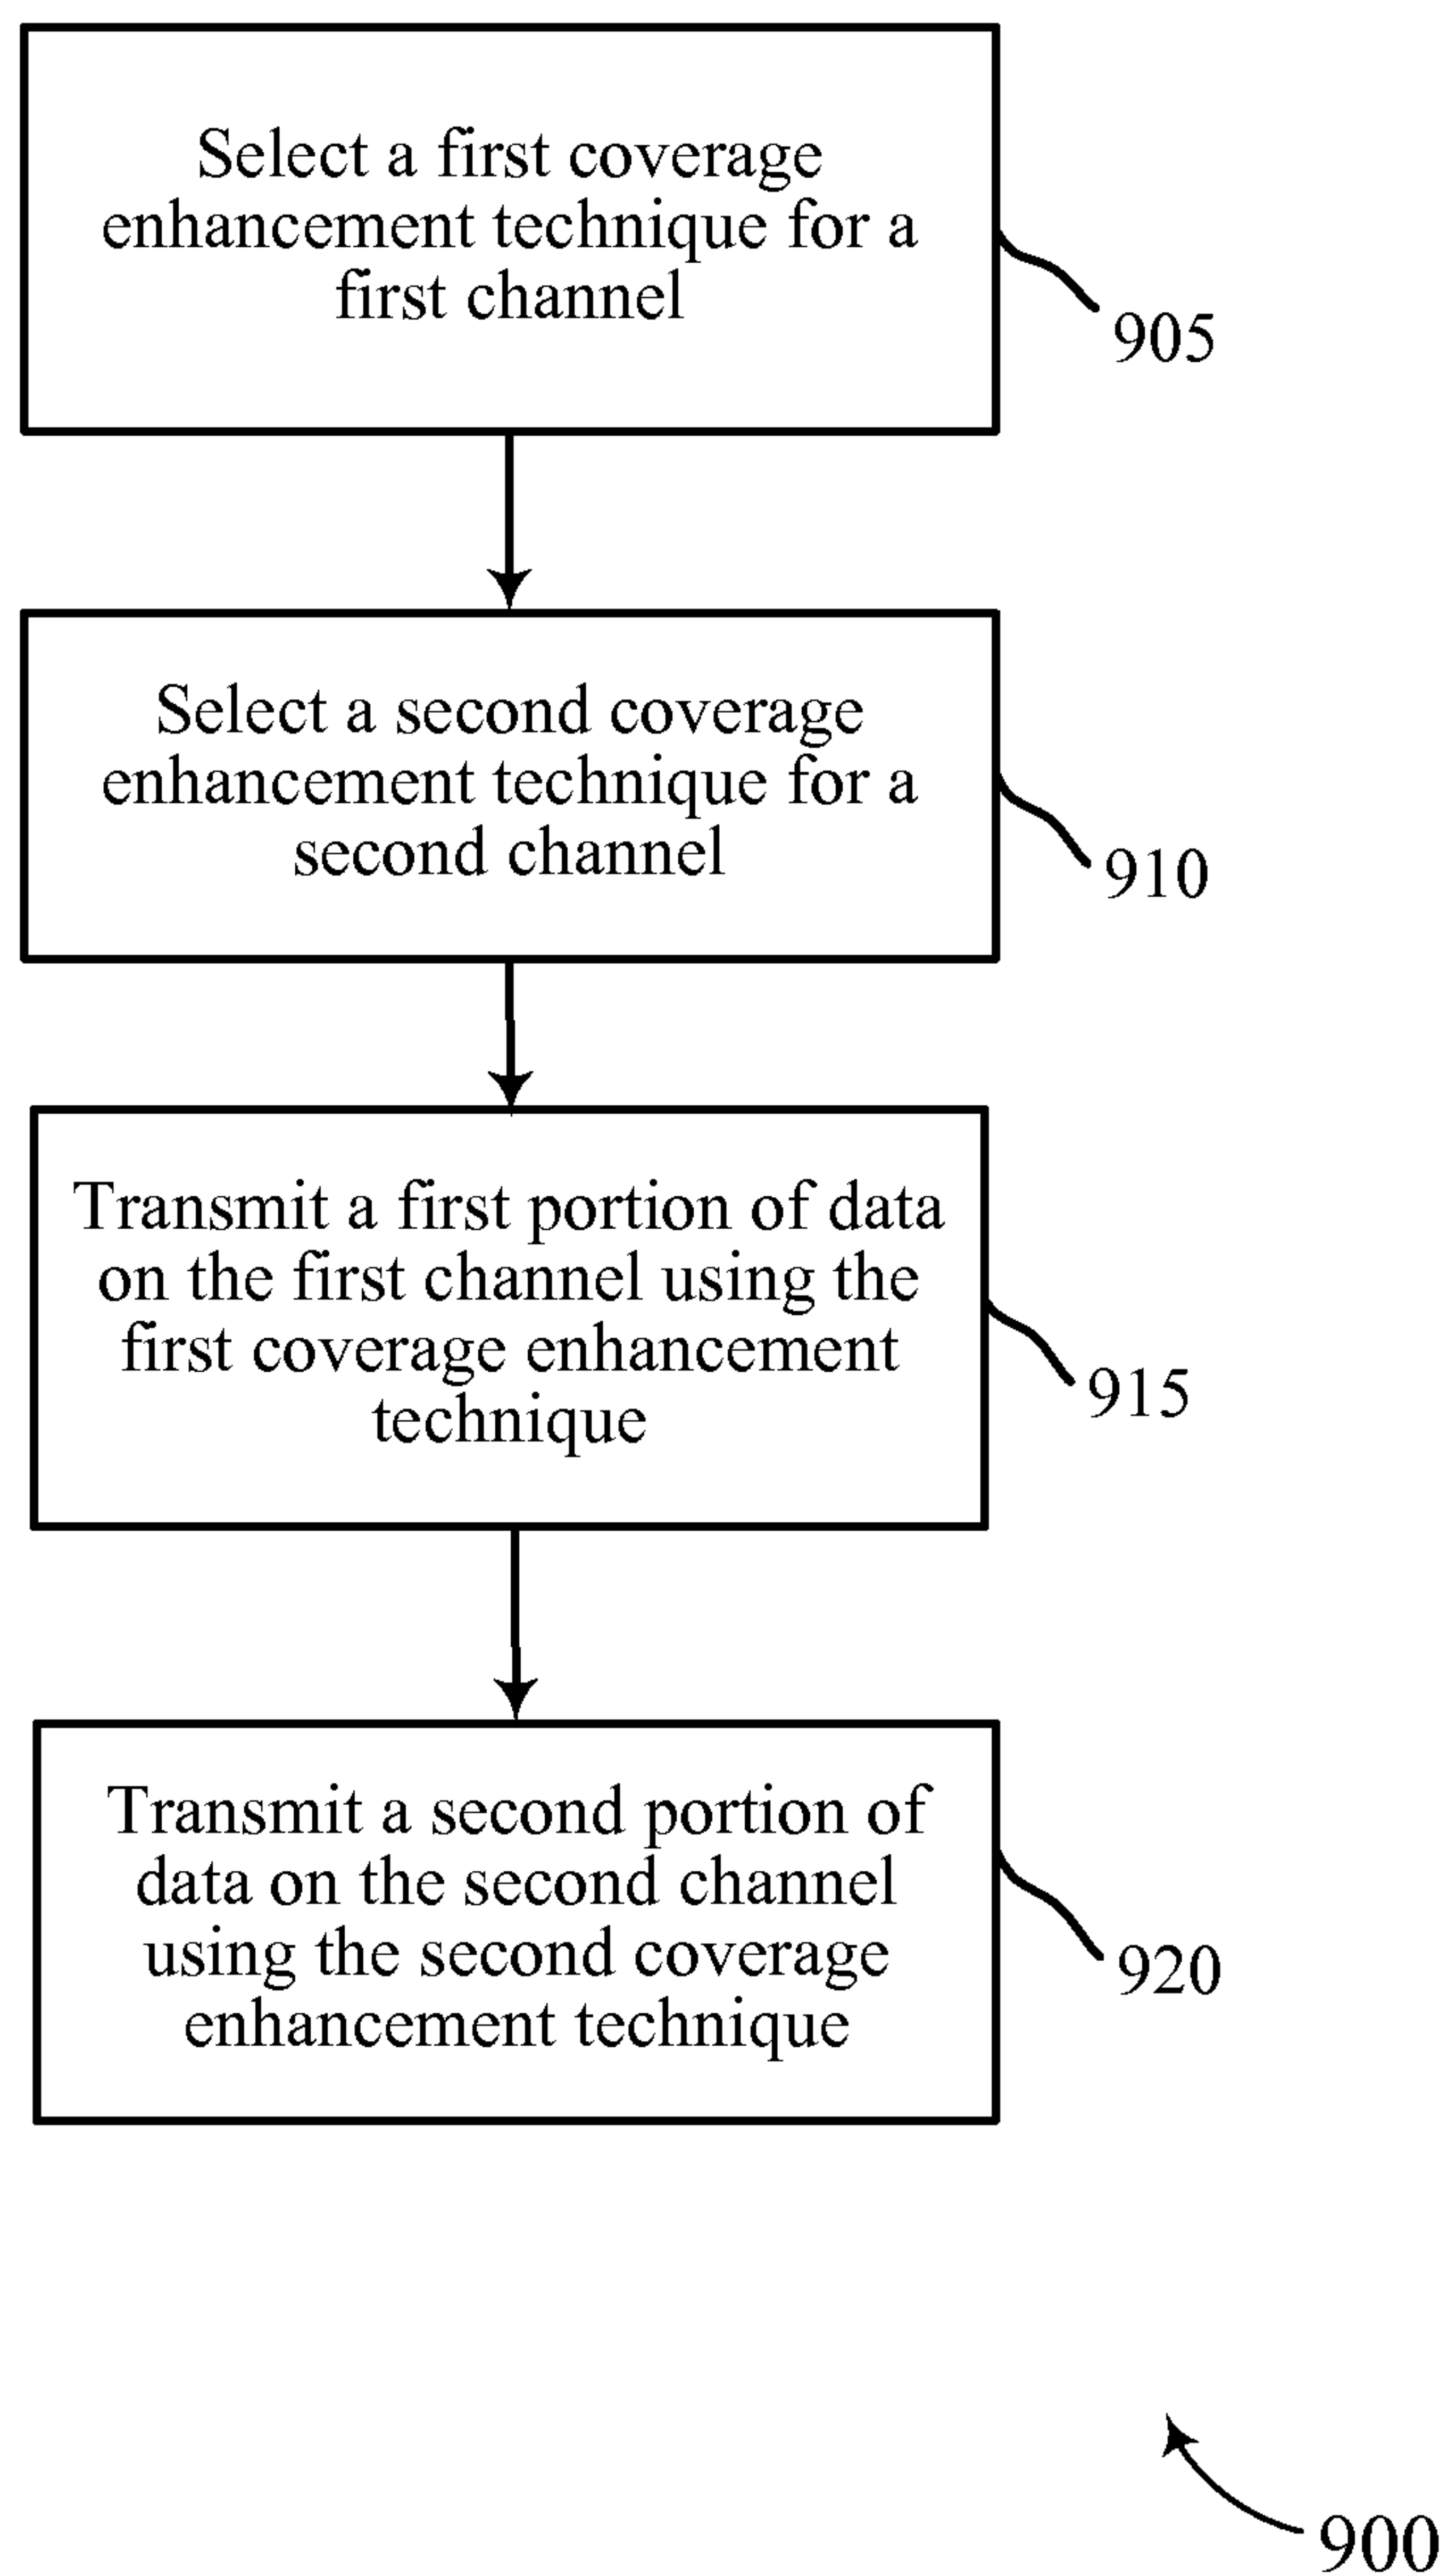 Select a first coverage
enhancement technique for a
first channel
905
Select a second coverage
enhancement technique for a
second channel
910
Transmit a first portion of data
on the first channel using the
first coverage enhancement
technique
915
Transmit a second portion of
data on the second channel
using the second coverage
enhancement technique
920
900